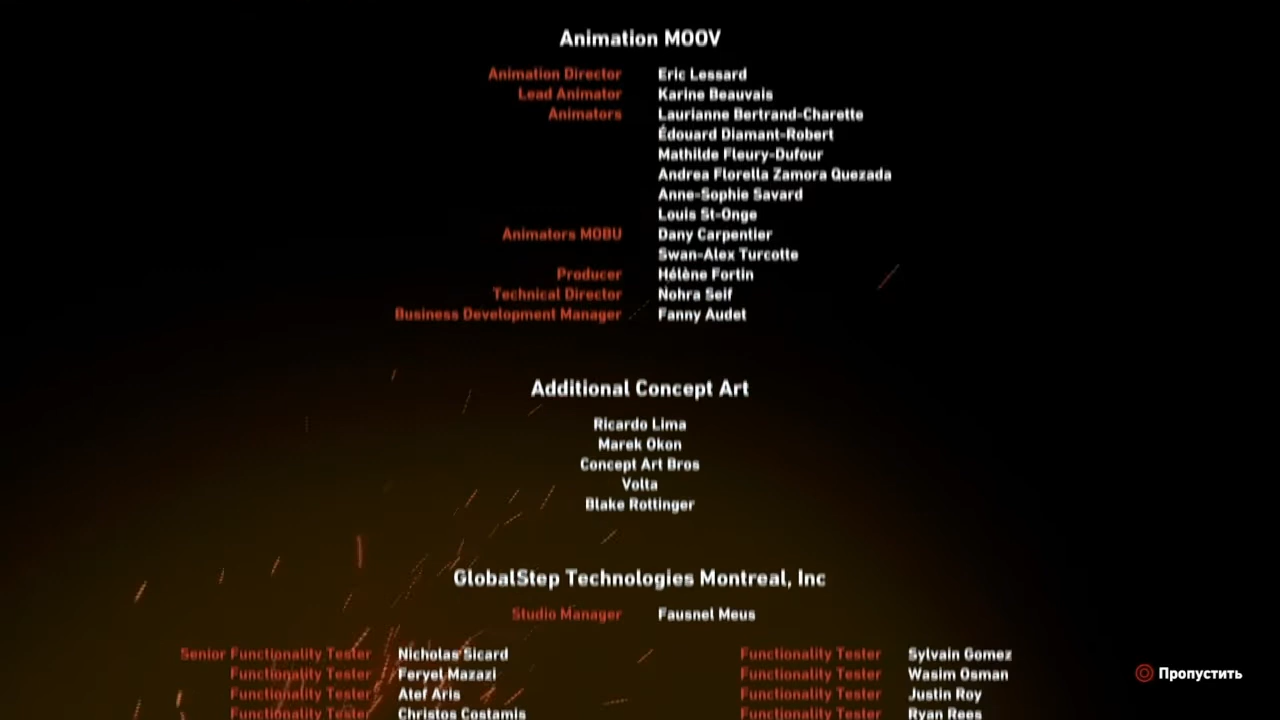 Animation MOOV
Animation Director Eric Lessard
Lead Animator Karine Beauvais
Animators Laurianne Bertrand-Charette
Édouard Diamant-Robert
Mathilde Fleury-Dufour
Andrea Fiorella Zamora Quezada
Anne-Sophie Savard
Louis St-Onge
Animators MOBU Dany Carpentier
Swan-Alex Turcotte
Producer Hélène Fortin
Technical Director Nohra Seif
Business Development Manager Fanny Audet
Additional Concept Art
Ricardo Lima
Marek Okon
Concept Art Bros
Volta
Blake Rottinger
GlobalStep Technologies Montreal, Inc
Studio Manager Fausnel Meus
Senior Functionality Tester Nicholas Sicard Functionality Tester Sylvain Gomez
Functionality Tester Feryel Mazazi Functionality Tester Wasim Osman
Functionality Tester Atef Aris Functionality Tester Justin Roy
Functionality Tester Christos Costamis Functionality Tester Ryan Rees
Пропустить